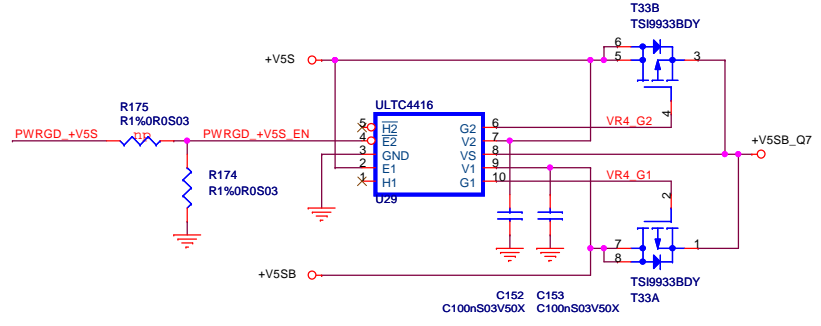 T33B
TSI9933BDY
+V5S
6
5
3
4
R175
R1%0R0S03
PWRGD_+V5S
np
PWRGD_+V5S_EN
R174
R1%0R0S03
ULTC4416
5 H2 G2 6 VR4_G2
4 E2 V2 7
3 GND VS 8
2 E1 V1 9
1 H1 G1 10 VR4_G1
U29
+V5SB_Q7
2
7
8
1
+V5SB
TSI9933BDY
T33A
C152 C153
C100nS03V50X C100nS03V50X